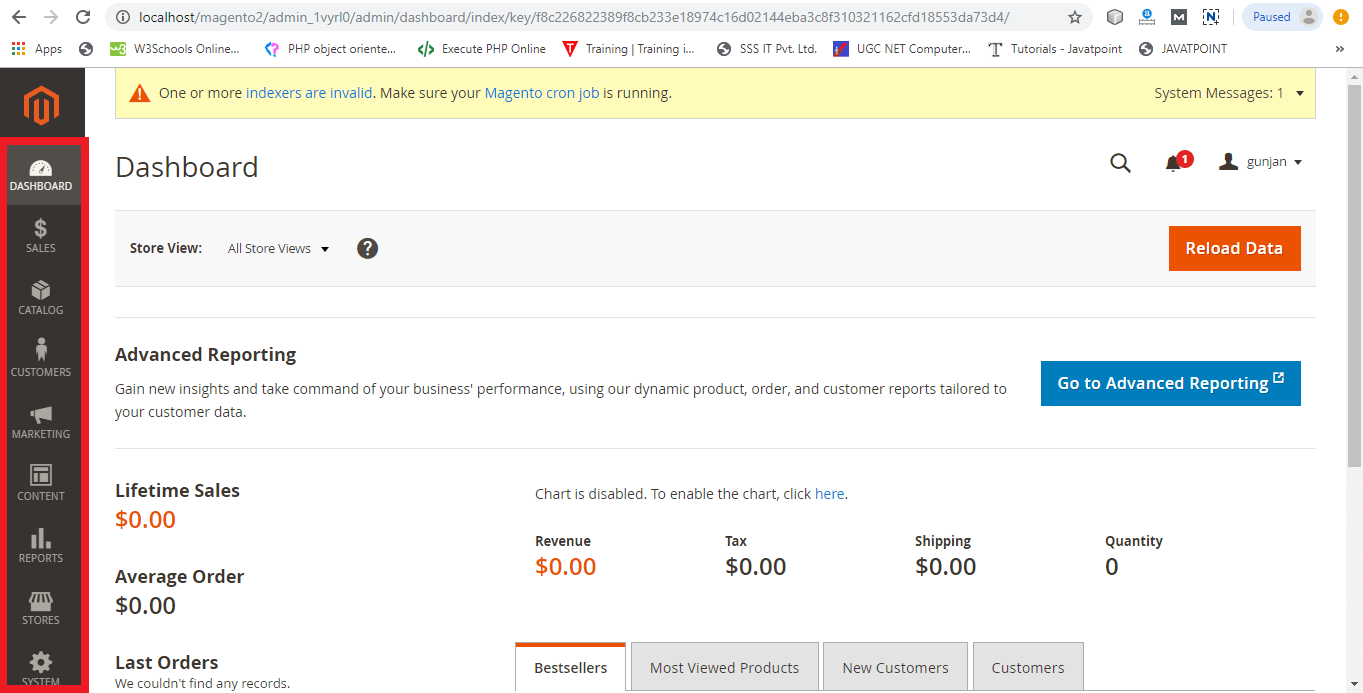 localhost/magento2/admin_1vyrl0/admin/dashboard/index/key/f8c226822389f8cb233e18974c16d02144eba3c8f310321162cfd18553da73d4/
Paused
Apps
W3Schools Online...
PHP object oriente...
Execute PHP Online
Training | Training i...
SSS IT Pvt. Ltd.
UGC NET Computer...
Tutorials - Javatpoint
JAVATPOINT
»
One or more indexers are invalid. Make sure your Magento cron job is running.
System Messages: 1
DASHBOARD
SALES
CATALOG
CUSTOMERS
MARKETING
CONTENT
REPORTS
STORES
SYSTEM
Dashboard
1
gunjan
Store View:
All Store Views
?
Reload Data
Advanced Reporting
Gain new insights and take command of your business' performance, using our dynamic product, order, and customer reports tailored to
your customer data.
Go to Advanced Reporting
Lifetime Sales
$0.00
Average Order
$0.00
Last Orders
We couldn't find any records.
Chart is disabled. To enable the chart, click here.
Revenue Tax Shipping Quantity
$0.00 $0.00 $0.00 0
Bestsellers Most Viewed Products New Customers Customers